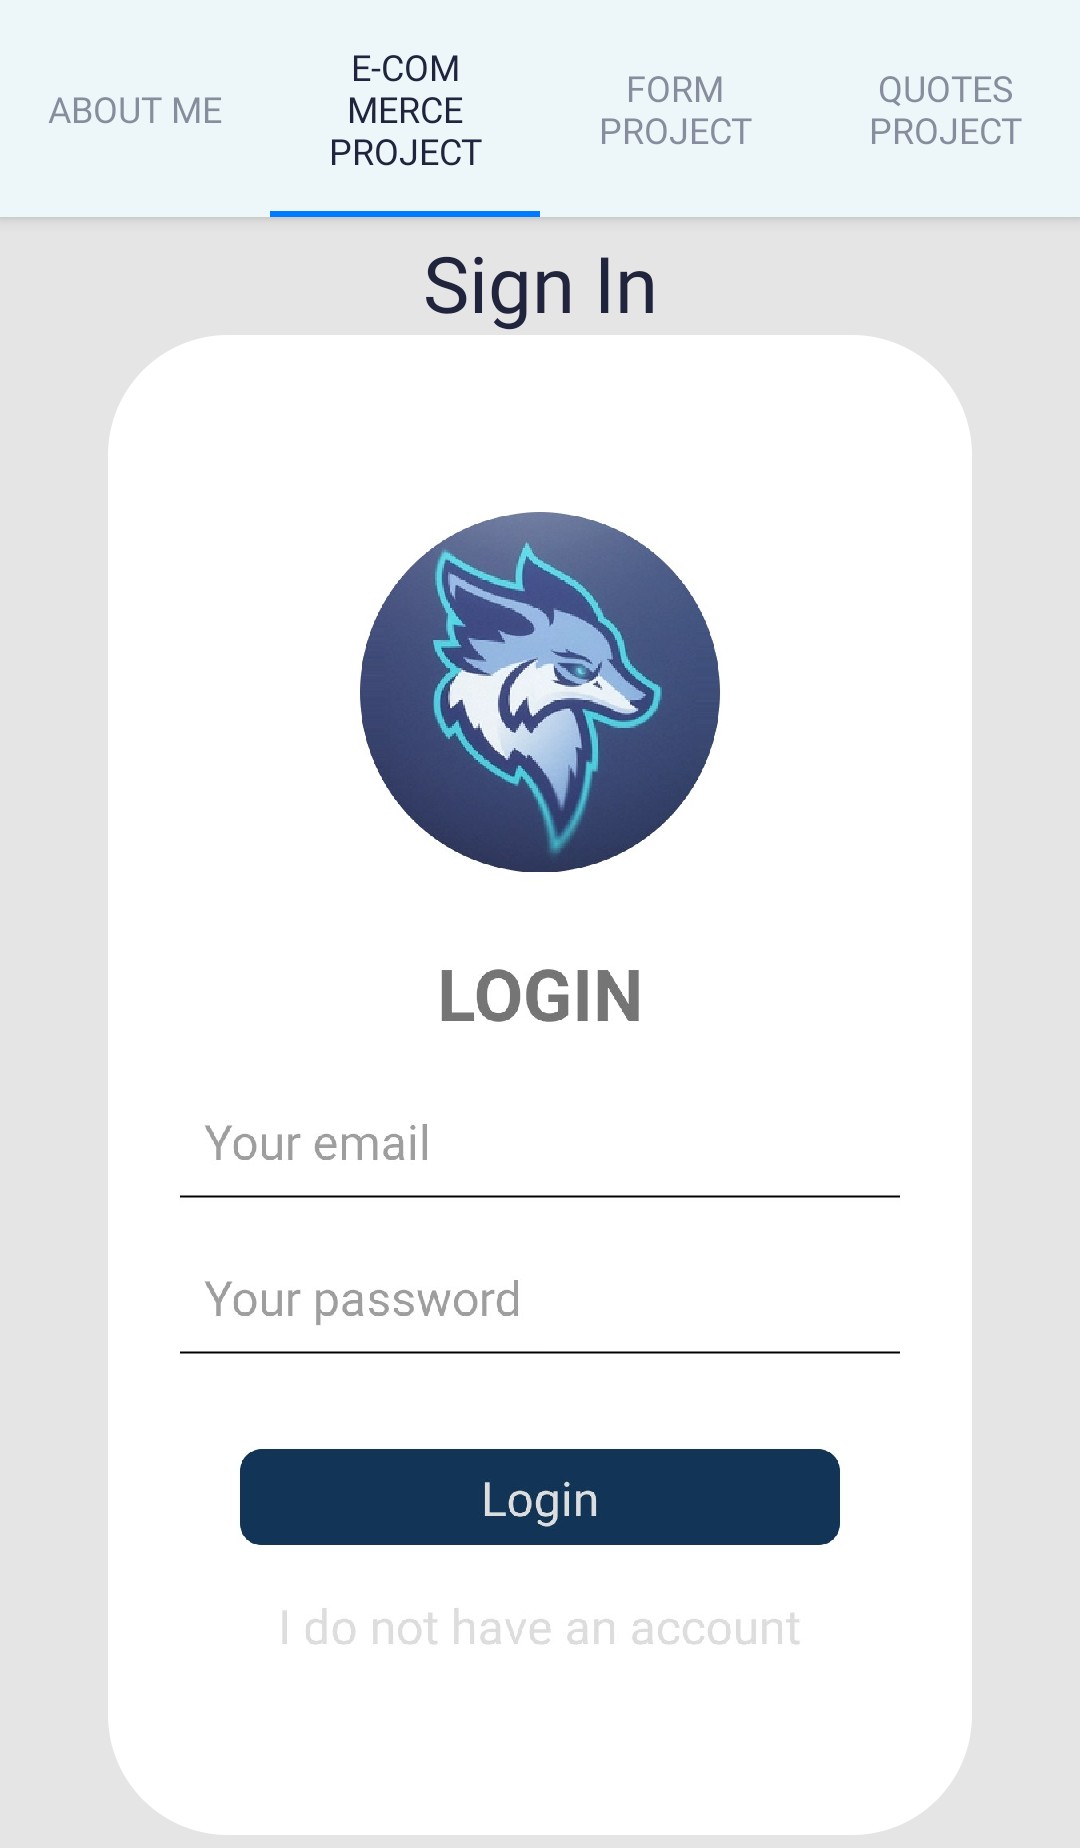 ABOUT ME
E-COM
MERCE
PROJECT
FORM
PROJECT
QUOTES
PROJECT
Sign In
LOGIN
Your email
Your password
Login
I do not have an account